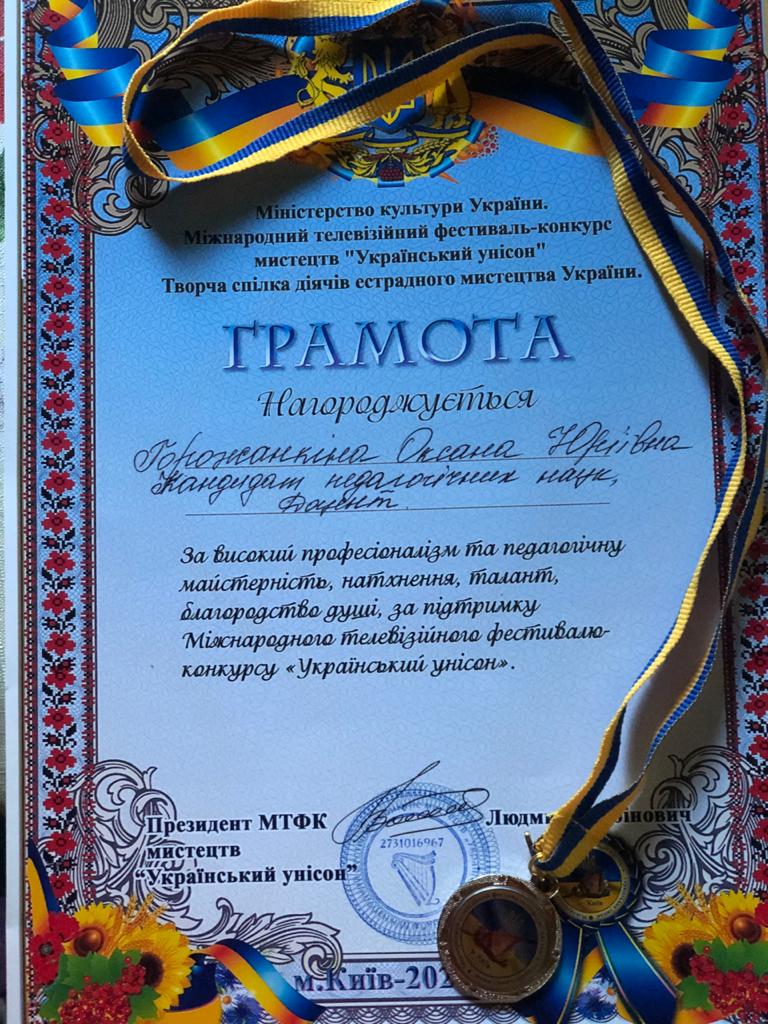 Міністерство культури України.
Міжнародний телевізійний фестиваль-конкурс
мистецтв "Український унісон"
Творча спілка діячів естрадного мистецтва України.
ГРАМОТА
Нагороджується
Горожанкіна Оксана Юріївна
Кандидат педагогічних наук,
Доцент.
За високий професіоналізм та педагогічну
майстерність, натхнення, талант,
благородство душі, за підтримку
Міжнародного телевізійного фестивалю-
конкурсу «Український унісон».
Президент МТФК
мистецтв
“Український унісон”
2731016967
Київ
м.Київ-202